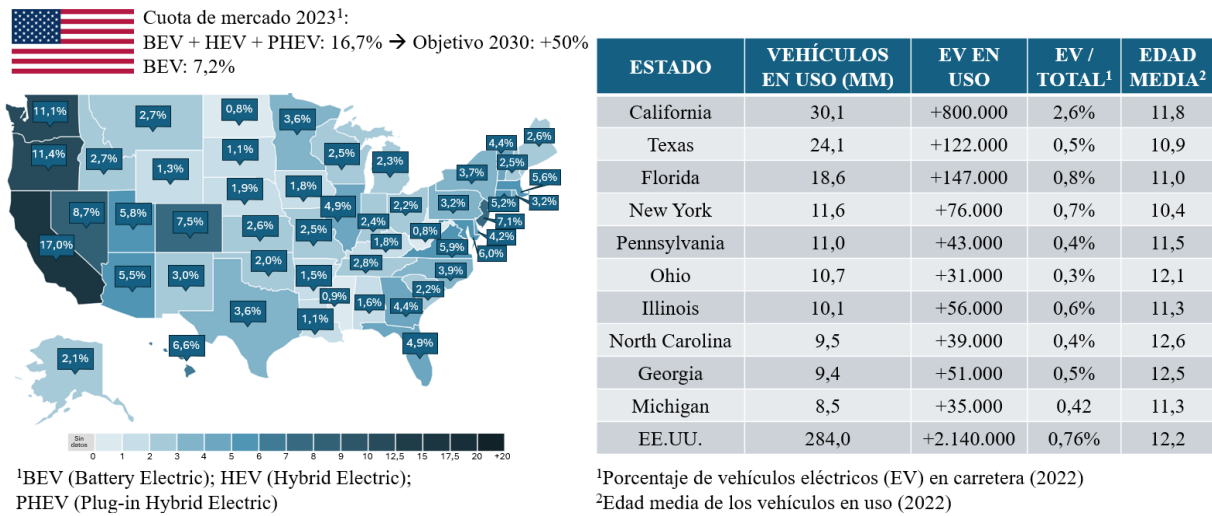 Cuota de mercado 2023¹:
BEV + HEV + PHEV: 16,7% → Objetivo 2030: +50%
BEV: 7,2%
11,1%
2,7%
0,8%
3,6%
4,4%
2,6%
11,4%
2,7%
1,3%
1,1%
2,5%
2,3%
3,7%
2,5%
5,6%
8,7%
5,8%
7,5%
1,9%
1,8%
4,9%
2,4%
2,2%
3,2%
5,2%
3,2%
7,1%
17,0%
2,6%
2,5%
1,8%
0,8%
5,9%
4,2%
6,0%
5,5%
3,0%
2,0%
1,5%
2,8%
3,9%
3,6%
0,9%
1,6%
2,2%
4,4%
1,1%
4,9%
2,1%
6,6%
Sin datos
0 1 2 3 4 5 6 7 8 9 10 12 15 17,5 20 +20
¹BEV (Battery Electric); HEV (Hybrid Electric);
PHEV (Plug-in Hybrid Electric)
ESTADO VEHÍCULOS EN USO (MM) EV EN USO EV / TOTAL¹ EDAD MEDIA²
California 30,1 +800.000 2,6% 11,8
Texas 24,1 +122.000 0,5% 10,9
Florida 18,6 +147.000 0,8% 11,0
New York 11,6 +76.000 0,7% 10,4
Pennsylvania 11,0 +43.000 0,4% 11,5
Ohio 10,7 +31.000 0,3% 12,1
Illinois 10,1 +56.000 0,6% 11,3
North Carolina 9,5 +39.000 0,4% 12,6
Georgia 9,4 +51.000 0,5% 12,5
Michigan 8,5 +35.000 0,42 11,3
EE.UU. 284,0 +2.140.000 0,76% 12,2
¹Porcentaje de vehículos eléctricos (EV) en carretera (2022)
²Edad media de los vehículos en uso (2022)